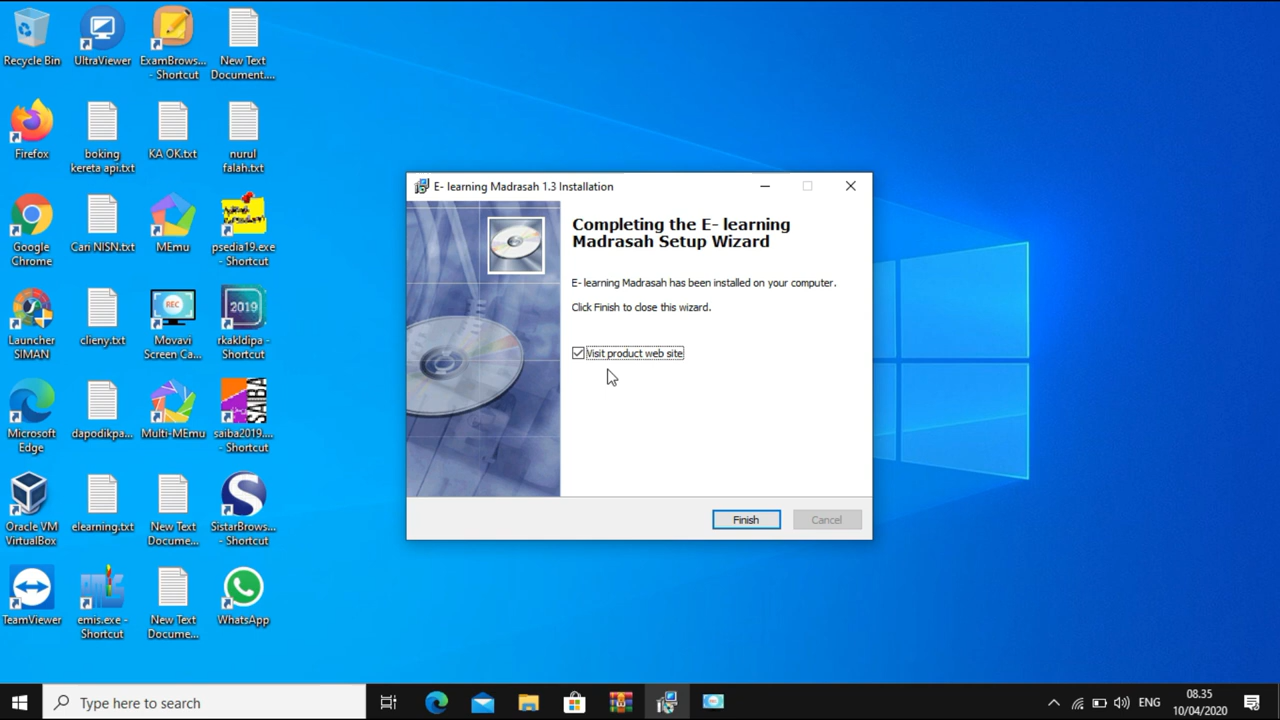 Recycle Bin
UltraViewer
ExamBrows...
- Shortcut
New Text
Document....
Firefox
boking
kereta api.txt
KA OK.txt
nurul
falah.txt
Google
Chrome
Cari NISN.txt
MEmu
psedia19.exe
- Shortcut
Launcher
SIMAN
clieny.txt
REC
Movavi
Screen Ca...
2019
rkakldipa -
Shortcut
Microsoft
Edge
dapodikpa...
Multi-MEmu
SAIBA
saiba2019....
- Shortcut
Oracle VM
VirtualBox
elearning.txt
New Text
Docume...
SistarBrows...
- Shortcut
TeamViewer
emis.exe -
Shortcut
New Text
Docume...
WhatsApp
E- learning Madrasah 1.3 Installation
Completing the E- learning
Madrasah Setup Wizard
E- learning Madrasah has been installed on your computer.
Click Finish to close this wizard.
Visit product web site
Finish
Cancel
Type here to search
ENG
08.35
10/04/2020